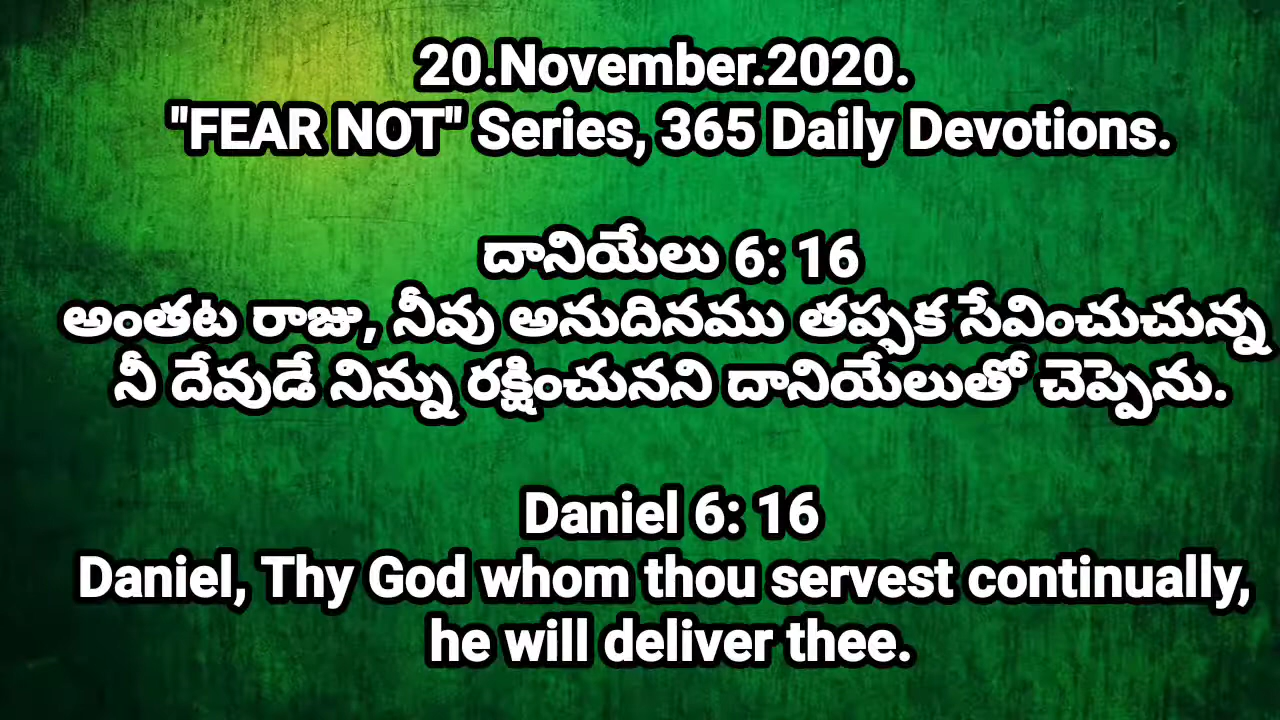 20.November.2020.
"FEAR NOT" Series, 365 Daily Devotions.
దానియేలు 6: 16
అంతట రాజు, నీవు అనుదినము తప్పక సేవించుచున్న
నీ దేవుడే నిన్ను రక్షించునని దానియేలుతో చెప్పెను.
Daniel 6: 16
Daniel, Thy God whom thou servest continually,
he will deliver thee.